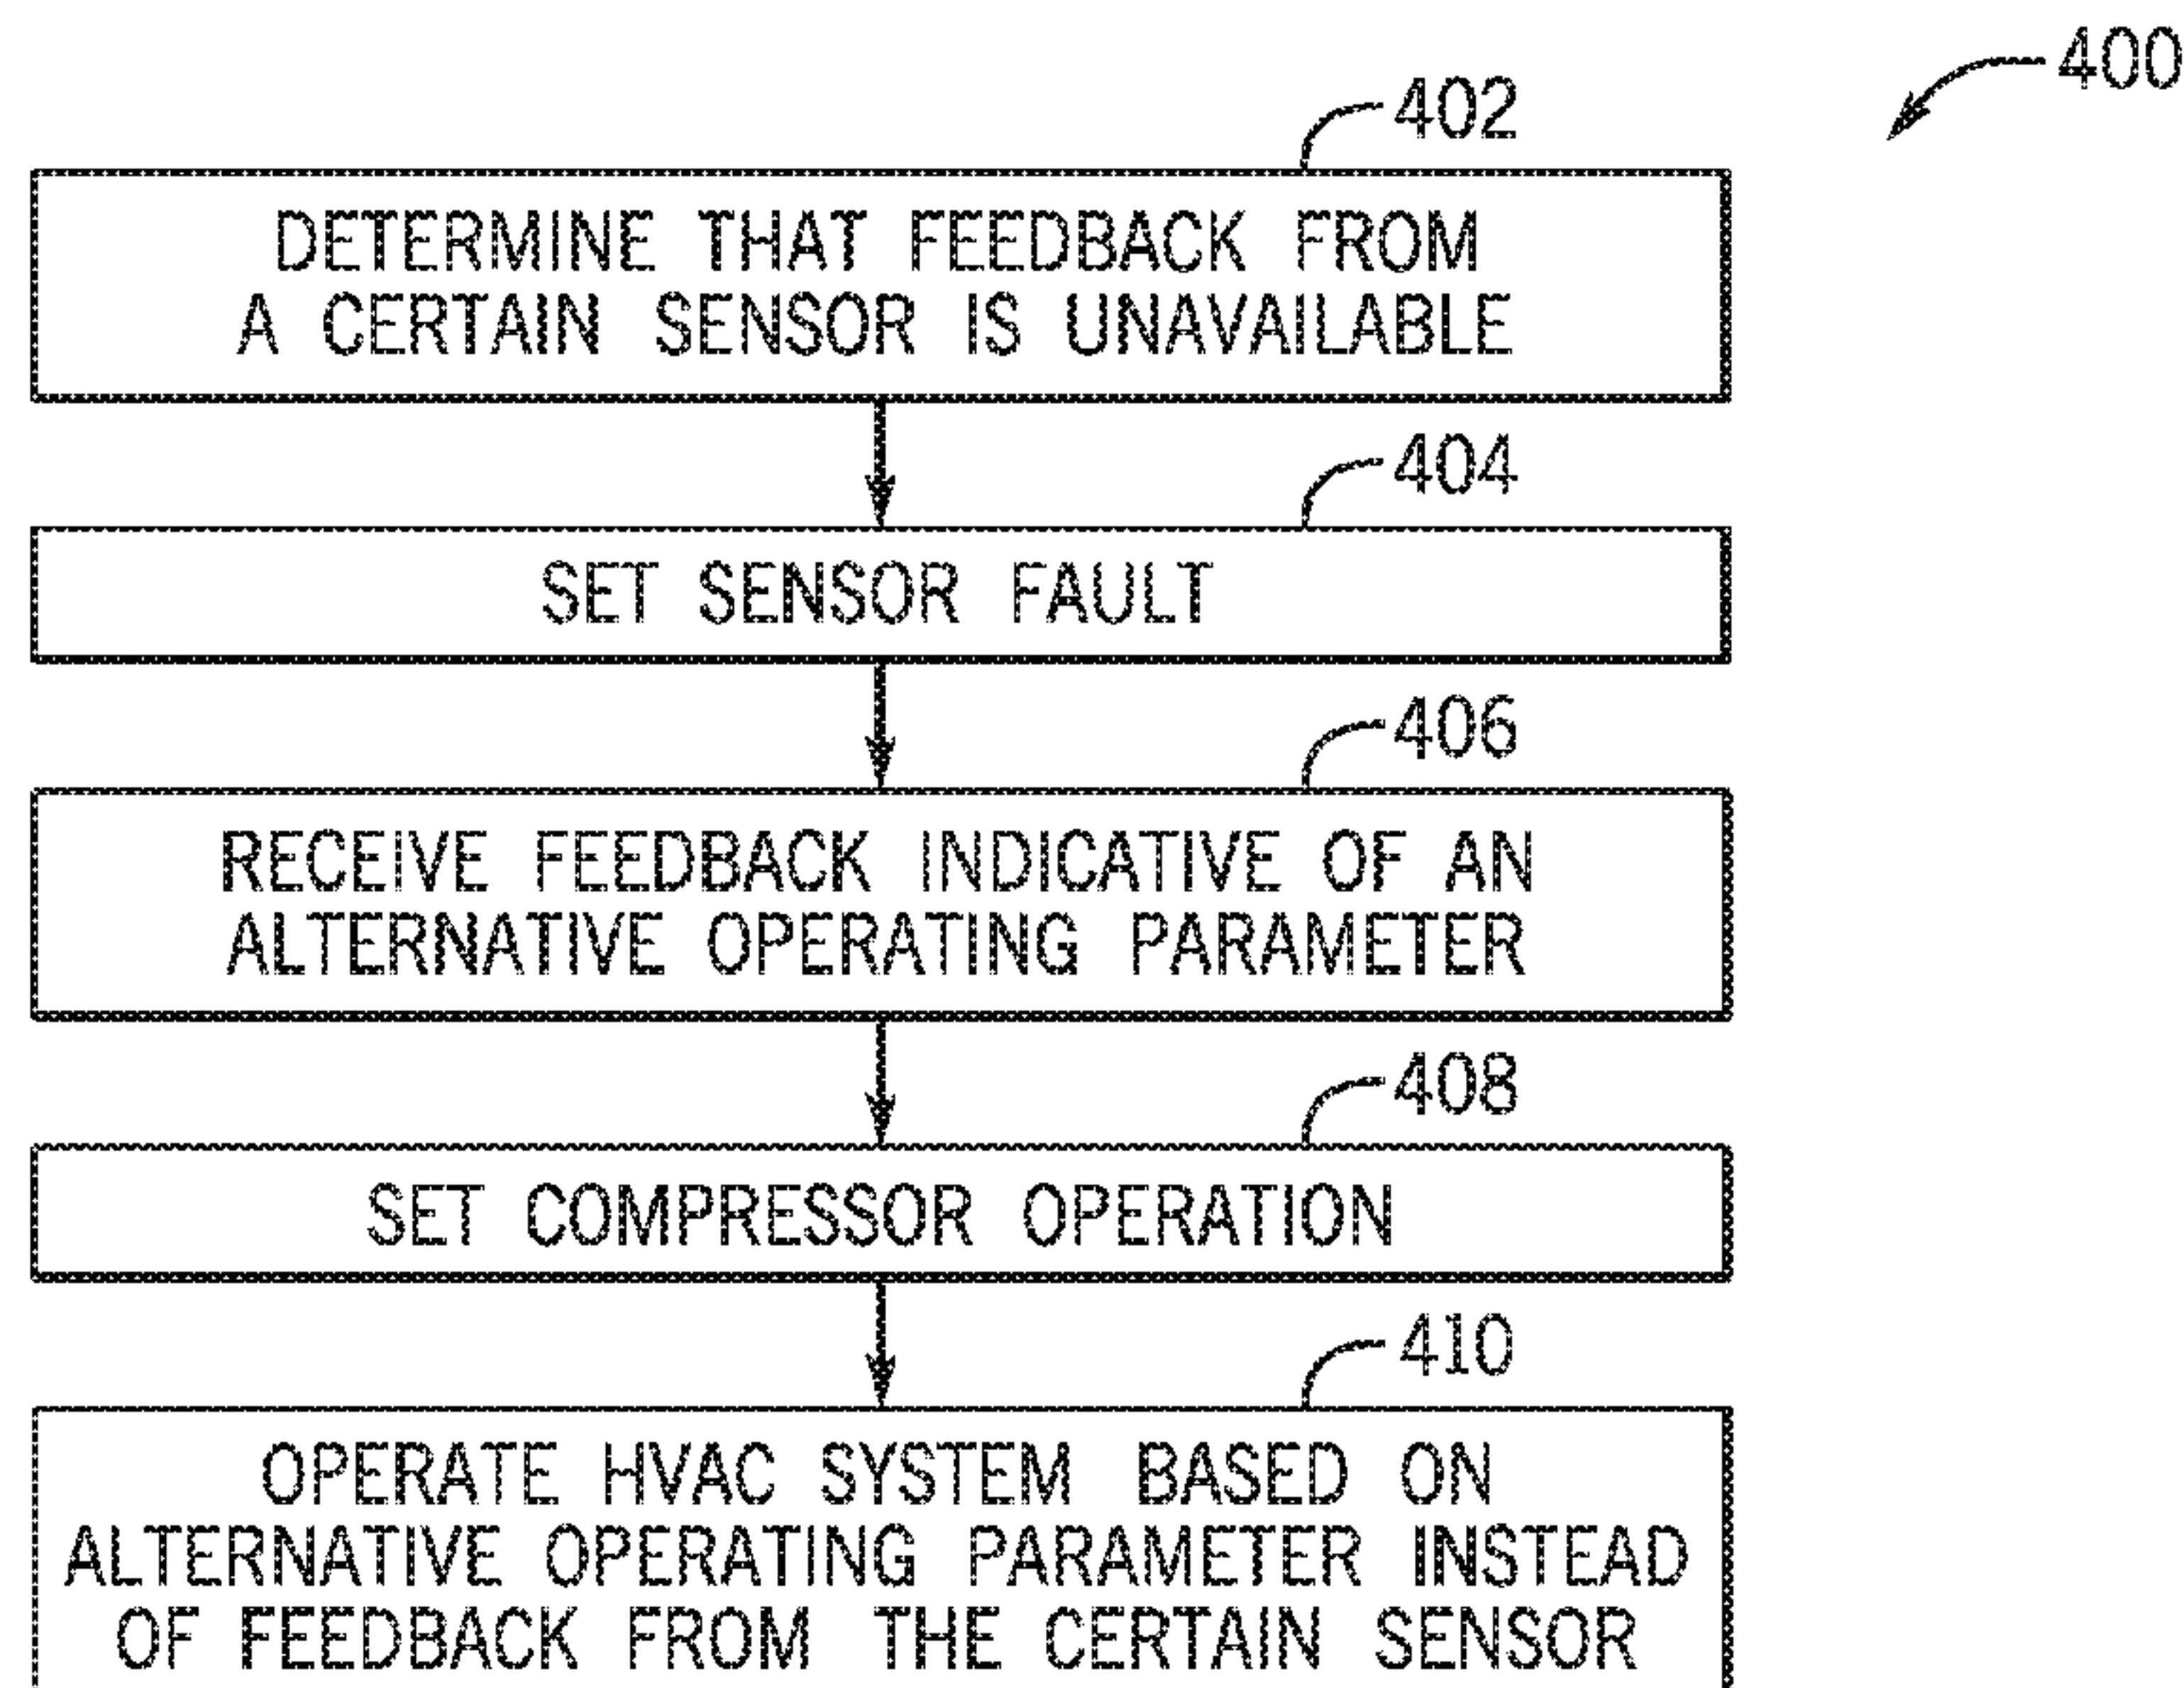 400
402
DETERMINE THAT FEEDBACK FROM
A CERTAIN SENSOR IS UNAVAILABLE
404
SET SENSOR FAULT
406
RECEIVE FEEDBACK INDICATIVE OF AN
ALTERNATIVE OPERATING PARAMETER
408
SET COMPRESSOR OPERATION
410
OPERATE HVAC SYSTEM BASED ON
ALTERNATIVE OPERATING PARAMETER INSTEAD
OF FEEDBACK FROM THE CERTAIN SENSOR